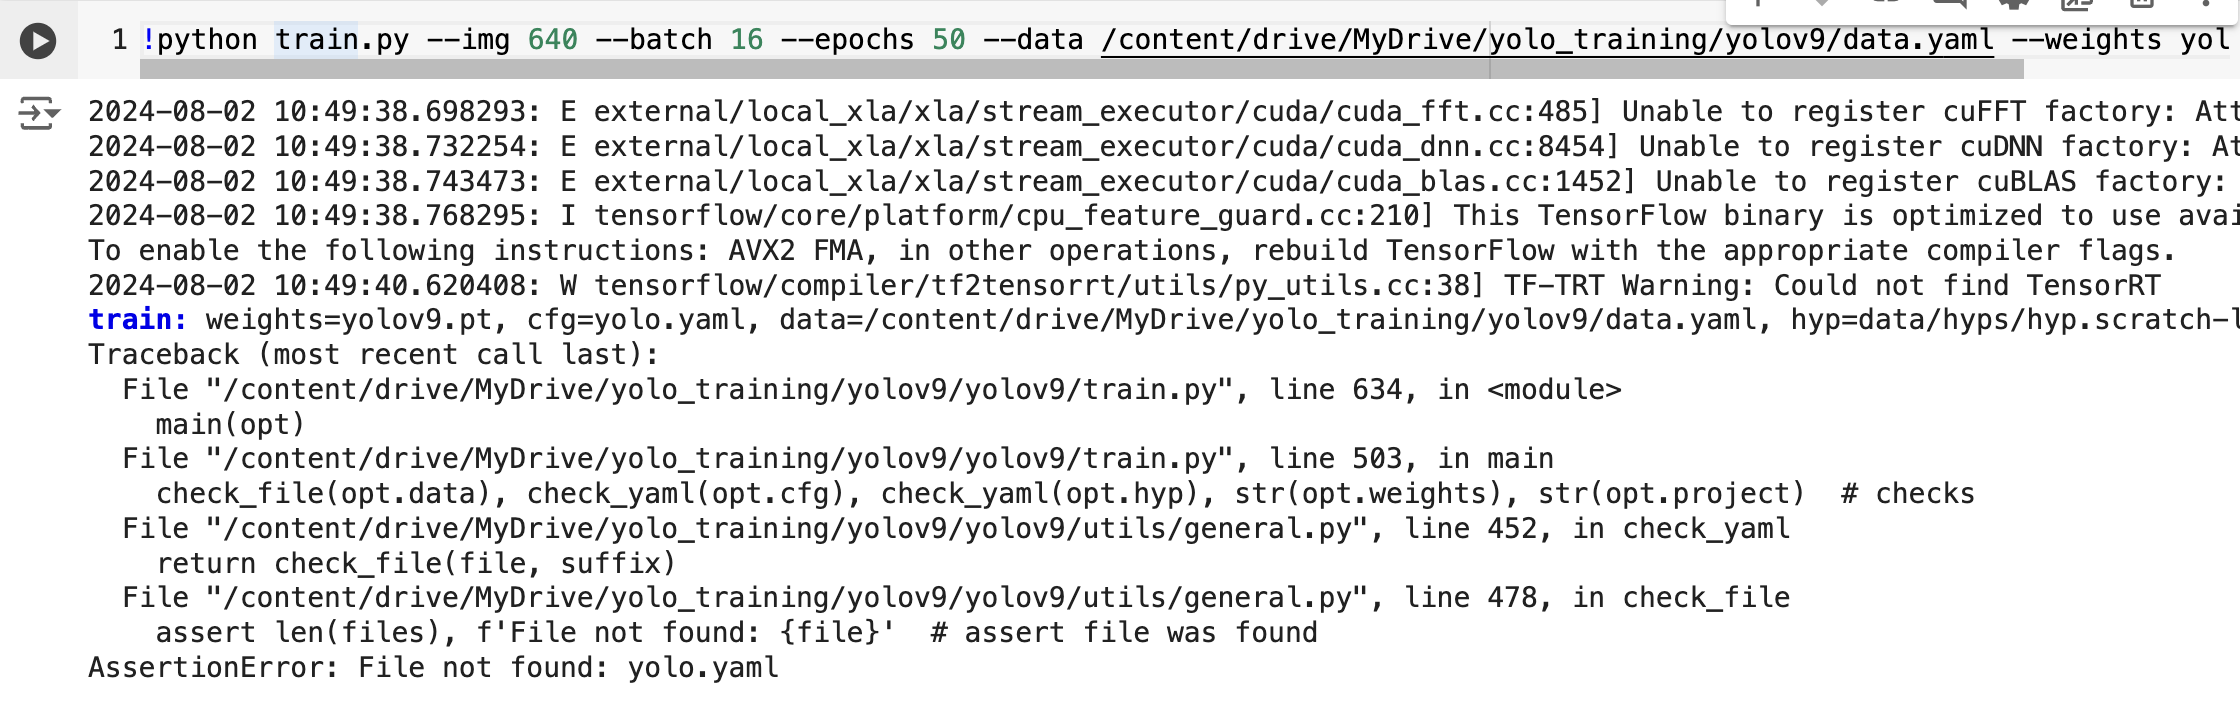 1 !python train.py --img 640 --batch 16 --epochs 50 --data /content/drive/MyDrive/yolo_training/yolov9/data.yaml --weights yol
2024-08-02 10:49:38.698293: E external/local_xla/xla/stream_executor/cuda/cuda_fft.cc:485] Unable to register cuFFT factory: Att
2024-08-02 10:49:38.732254: E external/local_xla/xla/stream_executor/cuda/cuda_dnn.cc:8454] Unable to register cuDNN factory: At
2024-08-02 10:49:38.743473: E external/local_xla/xla/stream_executor/cuda/cuda_blas.cc:1452] Unable to register cuBLAS factory:
2024-08-02 10:49:38.768295: I tensorflow/core/platform/cpu_feature_guard.cc:210] This TensorFlow binary is optimized to use avai
To enable the following instructions: AVX2 FMA, in other operations, rebuild TensorFlow with the appropriate compiler flags.
2024-08-02 10:49:40.620408: W tensorflow/compiler/tf2tensorrt/utils/py_utils.cc:38] TF-TRT Warning: Could not find TensorRT
train: weights=yolov9.pt, cfg=yolo.yaml, data=/content/drive/MyDrive/yolo_training/yolov9/data.yaml, hyp=data/hyps/hyp.scratch-l
Traceback (most recent call last):
  File "/content/drive/MyDrive/yolo_training/yolov9/yolov9/train.py", line 634, in <module>
    main(opt)
  File "/content/drive/MyDrive/yolo_training/yolov9/yolov9/train.py", line 503, in main
    check_file(opt.data), check_yaml(opt.cfg), check_yaml(opt.hyp), str(opt.weights), str(opt.project)  # checks
  File "/content/drive/MyDrive/yolo_training/yolov9/yolov9/utils/general.py", line 452, in check_yaml
    return check_file(file, suffix)
  File "/content/drive/MyDrive/yolo_training/yolov9/yolov9/utils/general.py", line 478, in check_file
    assert len(files), f'File not found: {file}'  # assert file was found
AssertionError: File not found: yolo.yaml